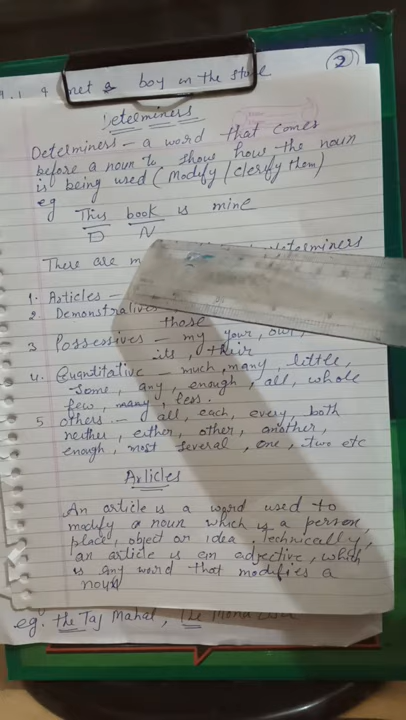 met a boy in the store
2
Determiners
Determiners - a word that comes
before a noun to show how the noun
is being used (Modify / clerify them)
eg
This book is mine
D N
There are m determiners
1. Articles -
2. Demonstratives
those
3 Possessives - my, your, our,
its, their
4. Quantitative - much, many, little,
some, any, enough, all, whole
few, many, less.
5 others - all, each, every, both
neither, either, other, another,
enough, most several, one, two etc
Articles
An article is a word used to
modify a noun which is a person,
place, object or idea, Technically,
an article is an adjective, which
is any word that modifies a
noun
eg. the Taj Mahal, The Mona Lisa